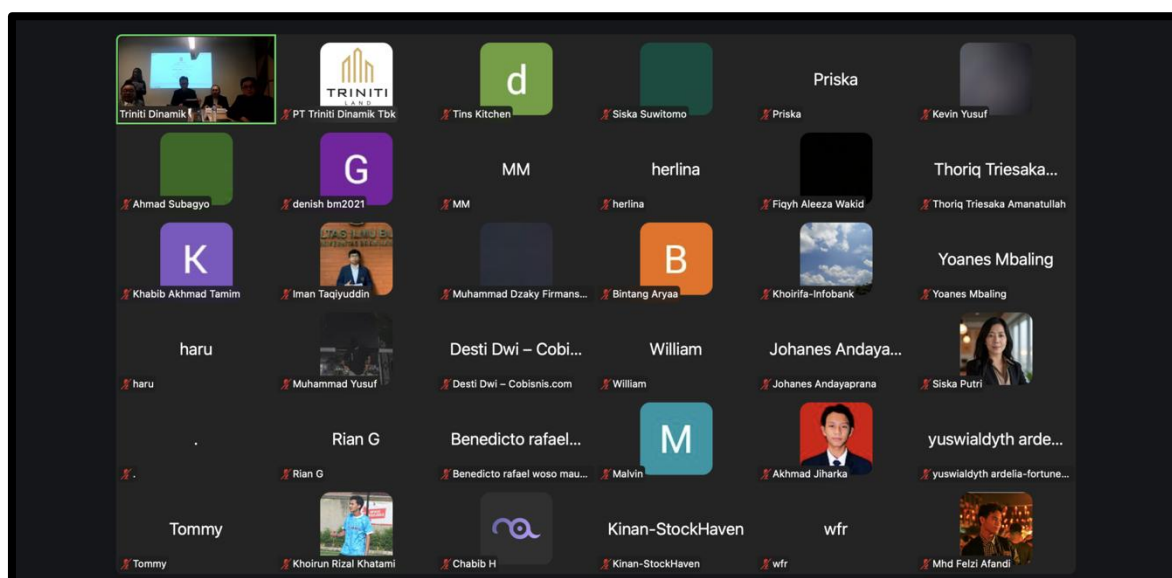 Triniti Dinamik
TRINITI
LAND
PT Triniti Dinamik Tbk
d
Tins Kitchen
Siska Suwitomo
Priska
Priska
Kevin Yusuf
Ahmad Subagyo
G
denish bm2021
MM
MM
herlina
herlina
Fiqyh Aleeza Wakid
Thoriq Triesaka...
Thoriq Triesaka Amanatullah
K
Khabib Akhmad Tamim
Iman Taqiyuddin
Muhammad Dzaky Firmans...
B
Bintang Aryaa
Khoirifa-Infobank
Yoanes Mbaling
Yoanes Mbaling
haru
haru
Muhammad Yusuf
Desti Dwi – Cobi...
Desti Dwi – Cobisnis.com
William
William
Johanes Andaya...
Johanes Andayaprana
Siska Putri
.
.
Rian G
Rian G
Benedicto rafael...
Benedicto rafael woso mau...
M
Malvin
Akhmad Jiharka
yuswialdyth arde...
yuswialdyth ardelia-fortune...
Tommy
Tommy
Khoirun Rizal Khatami
Chabib H
Kinan-StockHaven
Kinan-StockHaven
wfr
wfr
Mhd Felzi Afandi